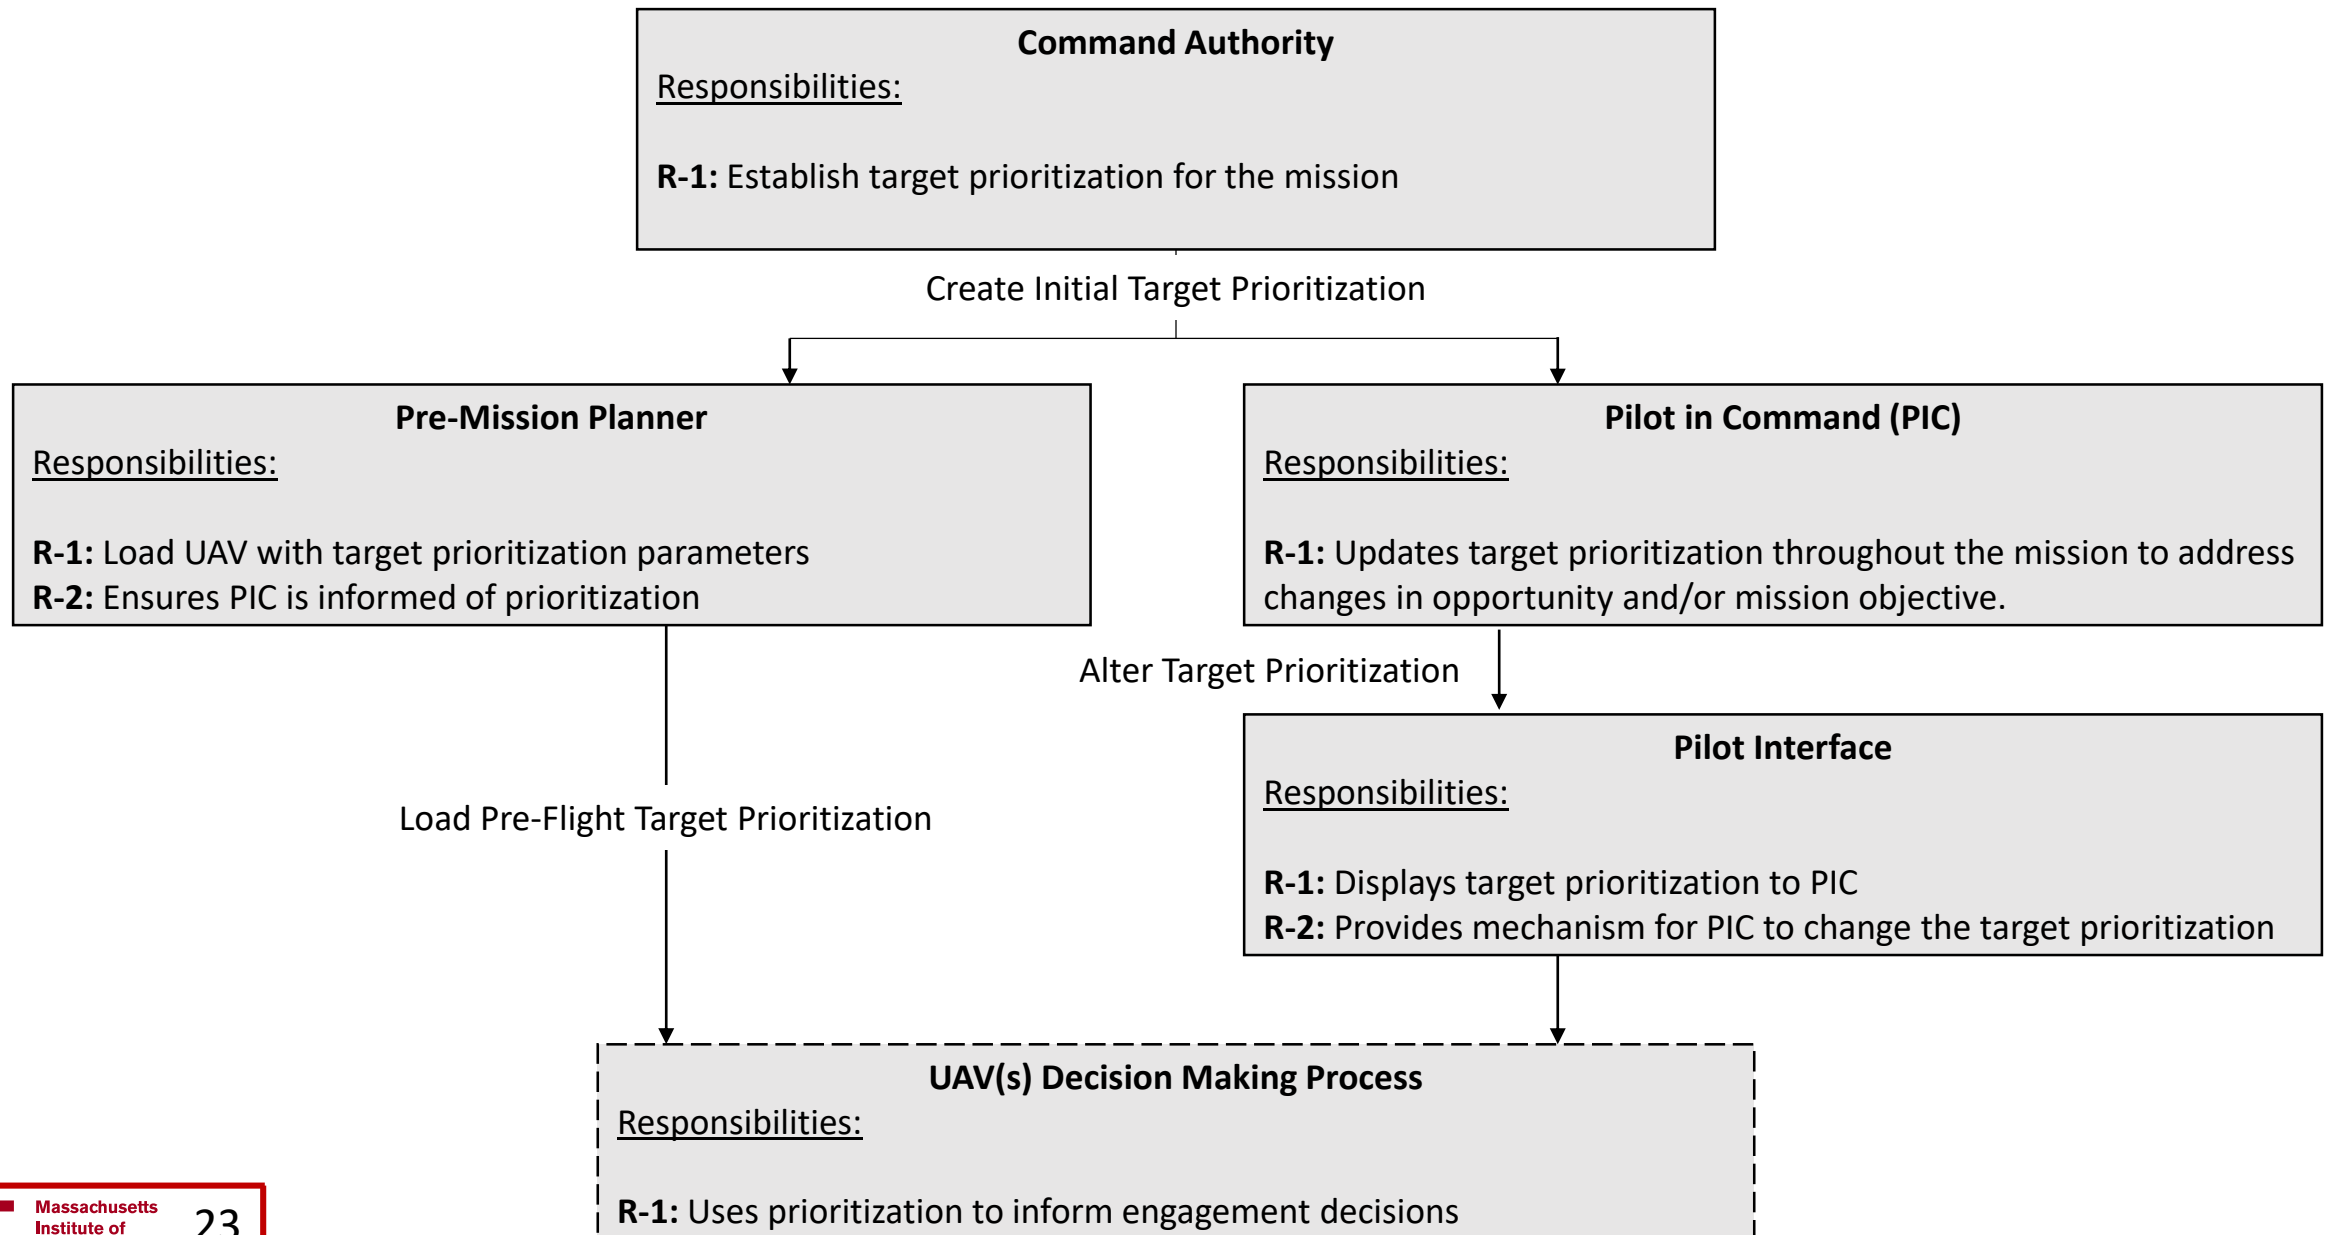 Command Authority
Responsibilities:
R-1: Establish target prioritization for the mission
Create Initial Target Prioritization
Pre-Mission Planner
Responsibilities:
R-1: Load UAV with target prioritization parameters
R-2: Ensures PIC is informed of prioritization
Pilot in Command (PIC)
Responsibilities:
R-1: Updates target prioritization throughout the mission to address
changes in opportunity and/or mission objective.
Alter Target Prioritization
Pilot Interface
Responsibilities:
R-1: Displays target prioritization to PIC
R-2: Provides mechanism for PIC to change the target prioritization
Load Pre-Flight Target Prioritization
UAV(s) Decision Making Process
Responsibilities:
R-1: Uses prioritization to inform engagement decisions
Massachusetts
Institute of
23